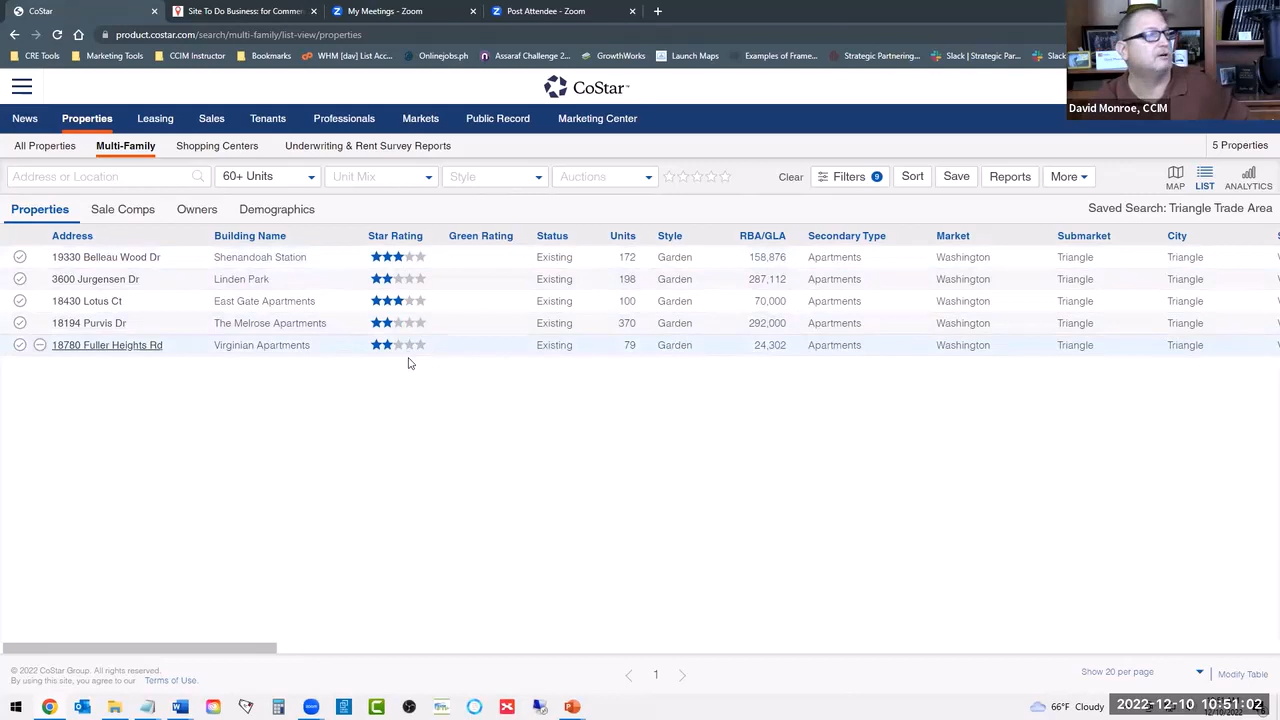 CoStar
Site To Do Business: for Commer
My Meetings - Zoom
Post Attendee - Zoom
product.costar.com/search/multi-family/list-view/properties
CRE Tools
Marketing Tools
CCIM Instructor
Bookmarks
WHM [dav] List Acc...
Onlinejobs.ph
Assaraf Challenge 2...
GrowthWorks
Launch Maps
Examples of Frame...
Strategic Partnering...
Slack | Strategic Par...
Slack
David Monroe, CCIM
CoStar™
News Properties Leasing Sales Tenants Professionals Markets Public Record Marketing Center
All Properties Multi-Family Shopping Centers Underwriting & Rent Survey Reports 5 Properties
Address or Location 60+ Units Unit Mix Style Auctions Clear Filters 9 Sort Save Reports More MAP LIST ANALYTICS
Properties Sale Comps Owners Demographics Saved Search: Triangle Trade Area
Address Building Name Star Rating Green Rating Status Units Style RBA/GLA Secondary Type Market Submarket City
19330 Belleau Wood Dr Shenandoah Station Existing 172 Garden 158,876 Apartments Washington Triangle Triangle
3600 Jurgensen Dr Linden Park Existing 198 Garden 287,112 Apartments Washington Triangle Triangle
18430 Lotus Ct East Gate Apartments Existing 100 Garden 70,000 Apartments Washington Triangle Triangle
18194 Purvis Dr The Melrose Apartments Existing 370 Garden 292,000 Apartments Washington Triangle Triangle
18780 Fuller Heights Rd Virginian Apartments Existing 79 Garden 24,302 Apartments Washington Triangle Triangle
© 2022 CoStar Group. All rights reserved.
By using this site, you agree to our Terms of Use.
1
Show 20 per page
Modify Table
66°F Cloudy
2022-12-10 10:51:02